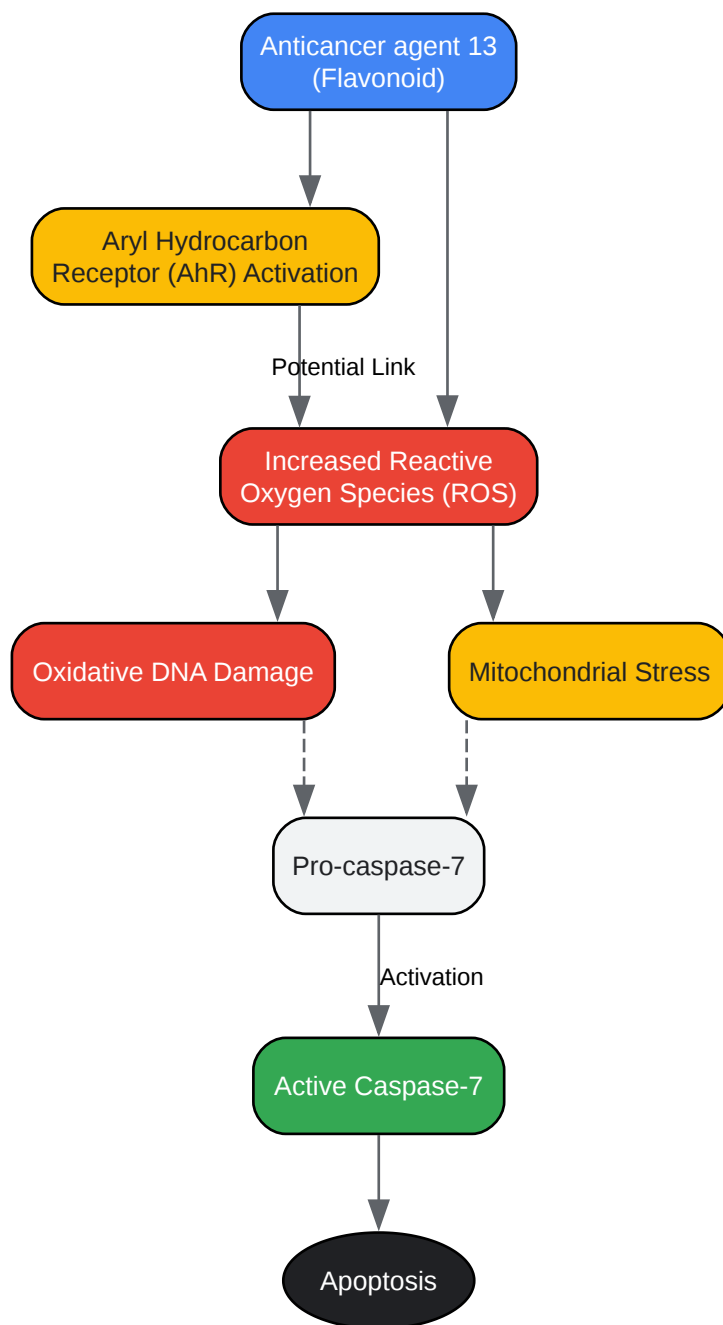 Anticancer agent 13
(Flavonoid)
Aryl Hydrocarbon
Receptor (AhR) Activation
Potential Link
Increased Reactive
Oxygen Species (ROS)
Oxidative DNA Damage
Mitochondrial Stress
Pro-caspase-7
Activation
Active Caspase-7
Apoptosis